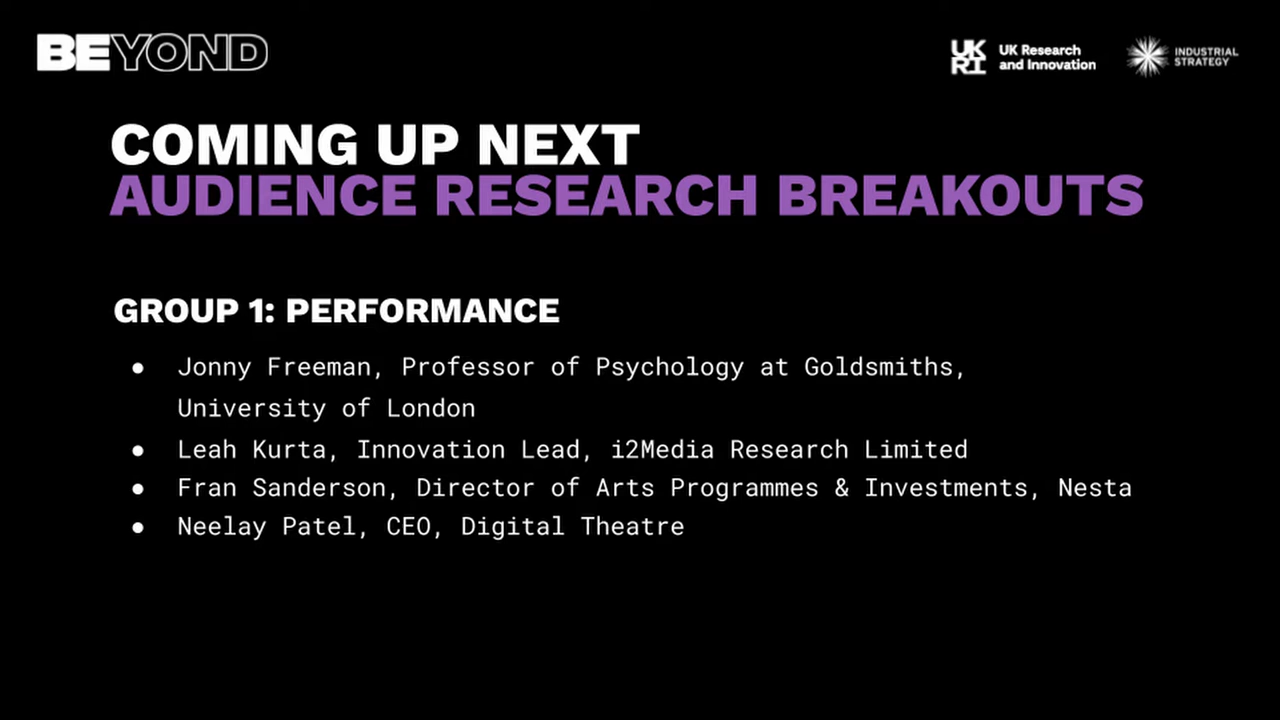 BEYOND
UK
RI
UK Research
and Innovation
INDUSTRIAL
STRATEGY
COMING UP NEXT
AUDIENCE RESEARCH BREAKOUTS
GROUP 1: PERFORMANCE
● Jonny Freeman, Professor of Psychology at Goldsmiths,
University of London
● Leah Kurta, Innovation Lead, i2Media Research Limited
● Fran Sanderson, Director of Arts Programmes & Investments, Nesta
● Neelay Patel, CEO, Digital Theatre